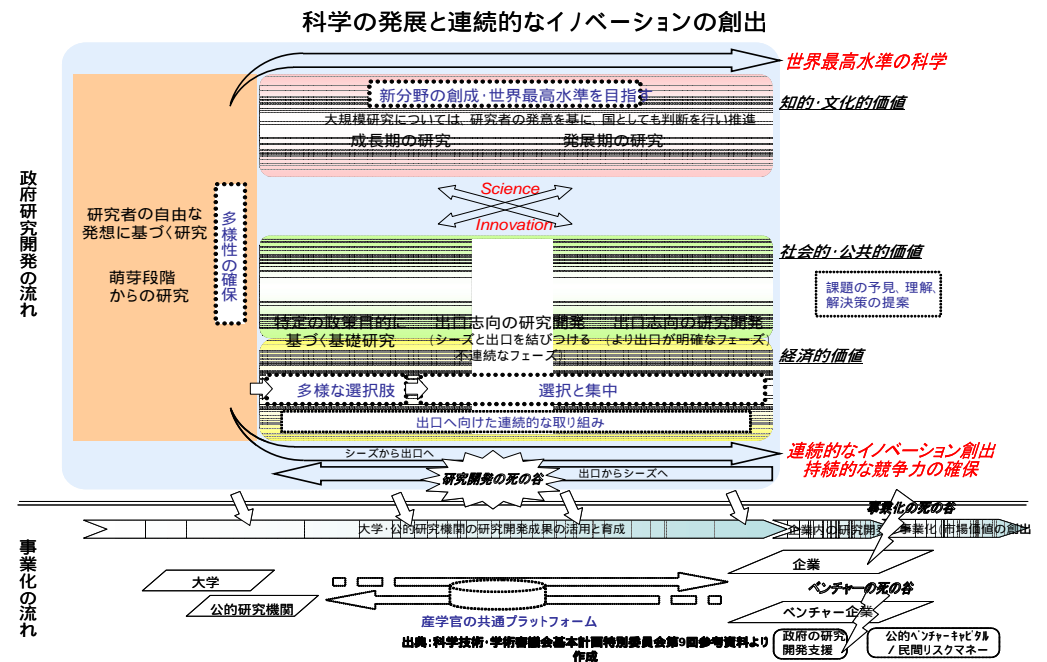 科学の発展と連続的なイノベーションの創出
世界最高水準の科学
新分野の創成・世界最高水準を目指す
知的・文化的価値
大規模研究については、研究者の発意を基に、国としても判断を行い推進
成長期の研究
発展期の研究
政府研究開発の流れ
Science
Innovation
研究者の自由な
発想に基づく研究
萌芽段階
からの研究
多様性の確保
社会的・公共的価値
課題の予見、理解、
解決策の提案
特定の政策目的に
基づく基礎研究
出口志向の研究開発
(シーズと出口を結びつける
不連続なフェーズ)
出口志向の研究開発
(より出口が明確なフェーズ)
経済的価値
多様な選択肢
選択と集中
出口へ向けた連続的な取り組み
シーズから出口へ
連続的なイノベーション創出
持続的な競争力の確保
研究開発の死の谷
出口からシーズへ
事業化の死の谷
大学・公的研究機関の研究開発成果の活用と育成
企業内の研究開発
事業化(市場価値の創出
事業化の流れ
企業
大学
公的研究機関
ベンチャーの死の谷
ベンチャー企業
産学官の共通プラットフォーム
政府の研究
開発支援
公的ベンチャーキャピタル
/民間リスクマネー
出典:科学技術・学術審議会基本計画特別委員会第9回参考資料より
作成